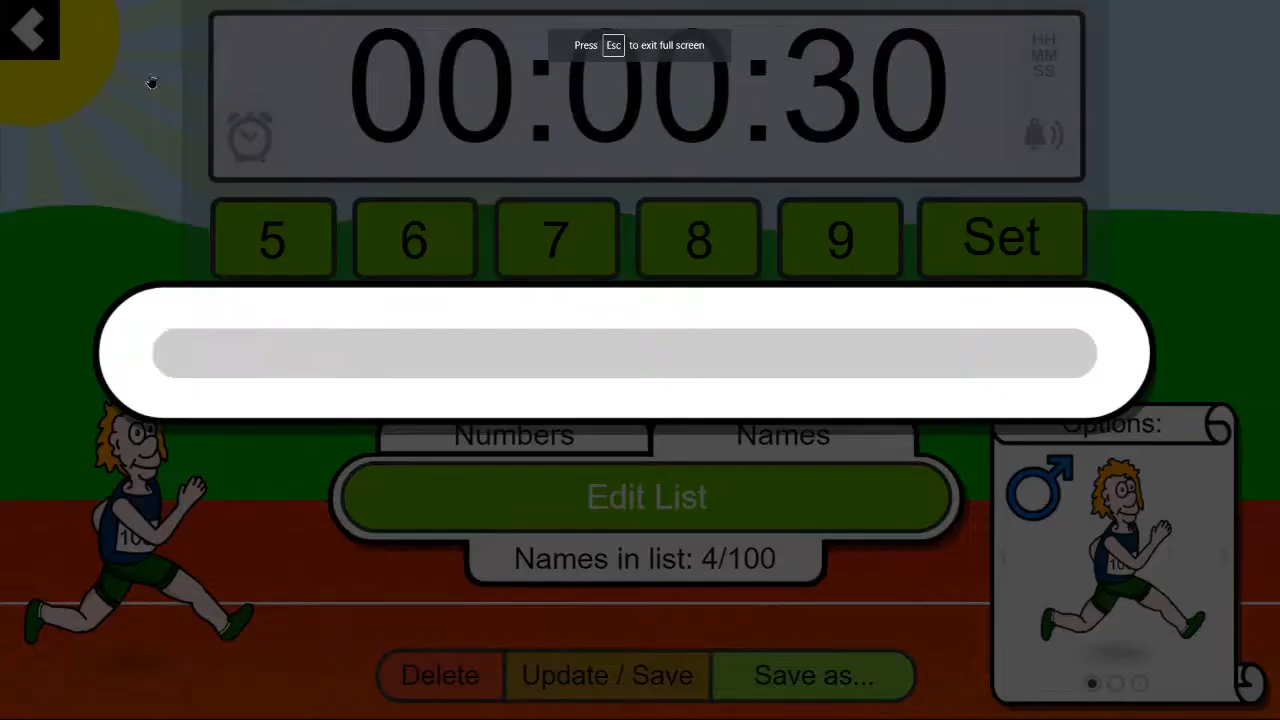 Press Esc to exit full screen
00:00:30
HH
MM
SS
5 6 7 8 9 Set
Numbers Names
Options:
Edit List
Names in list: 4/100
Delete Update / Save Save as...